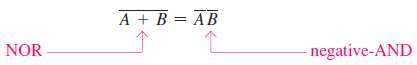 A̅ ̅+̅ ̅B̅ = A̅ B̅
NOR negative-AND